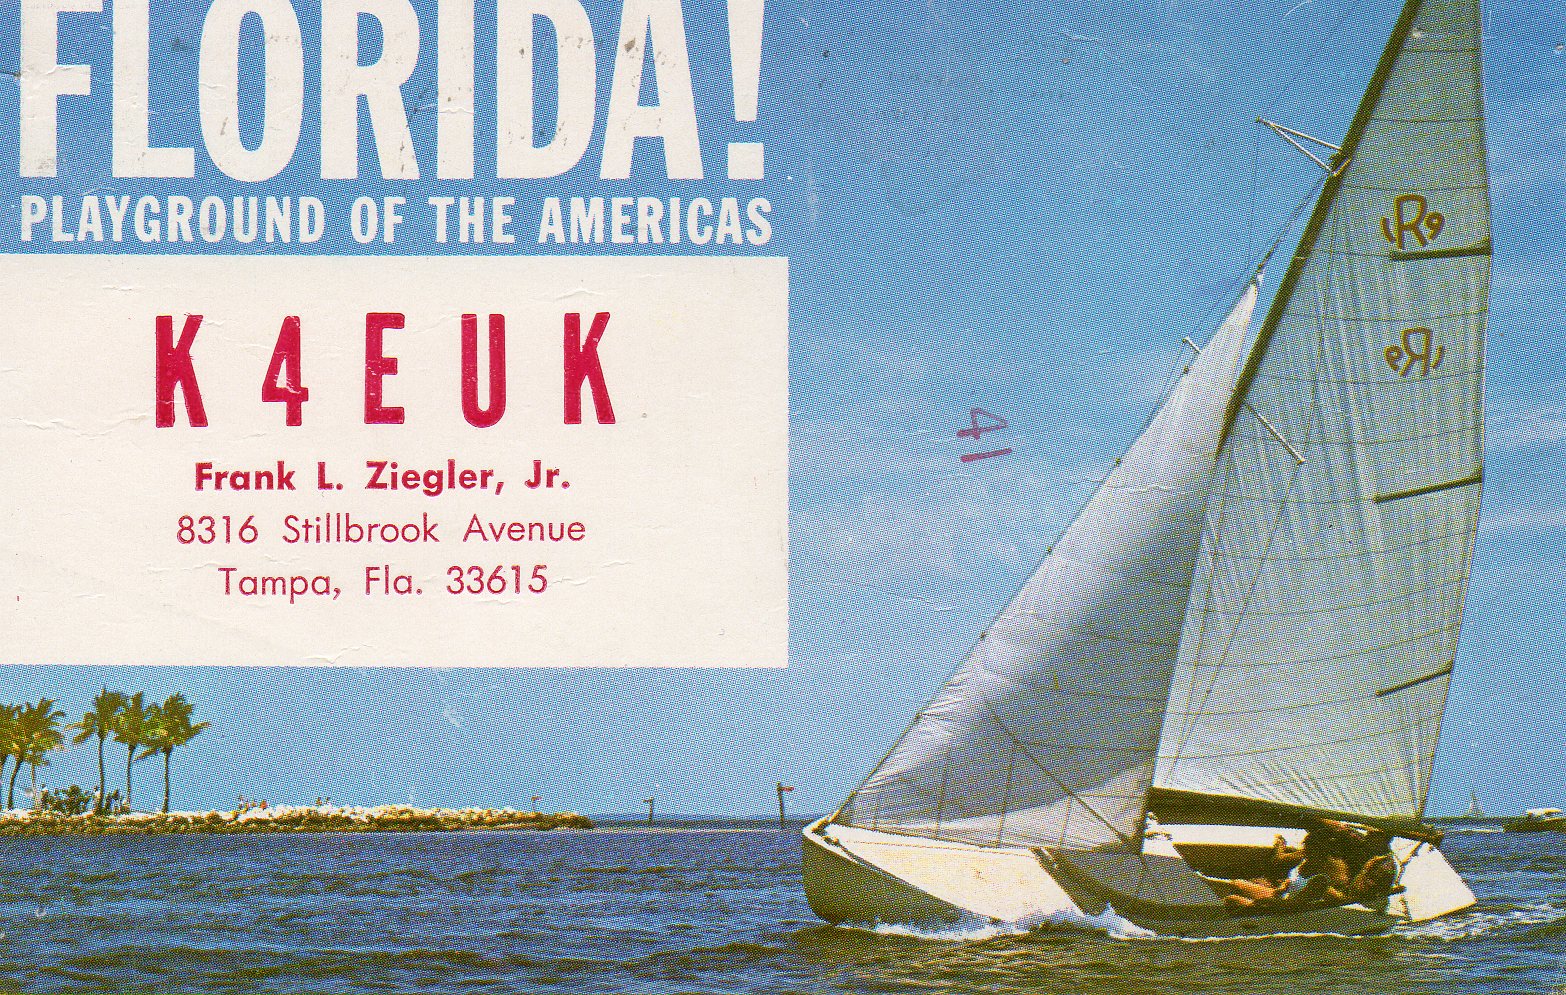 FLORIDA!
PLAYGROUND OF THE AMERICAS
K4EUK
Frank L. Ziegler, Jr.
8316 Stillbrook Avenue
Tampa, Fla. 33615
41